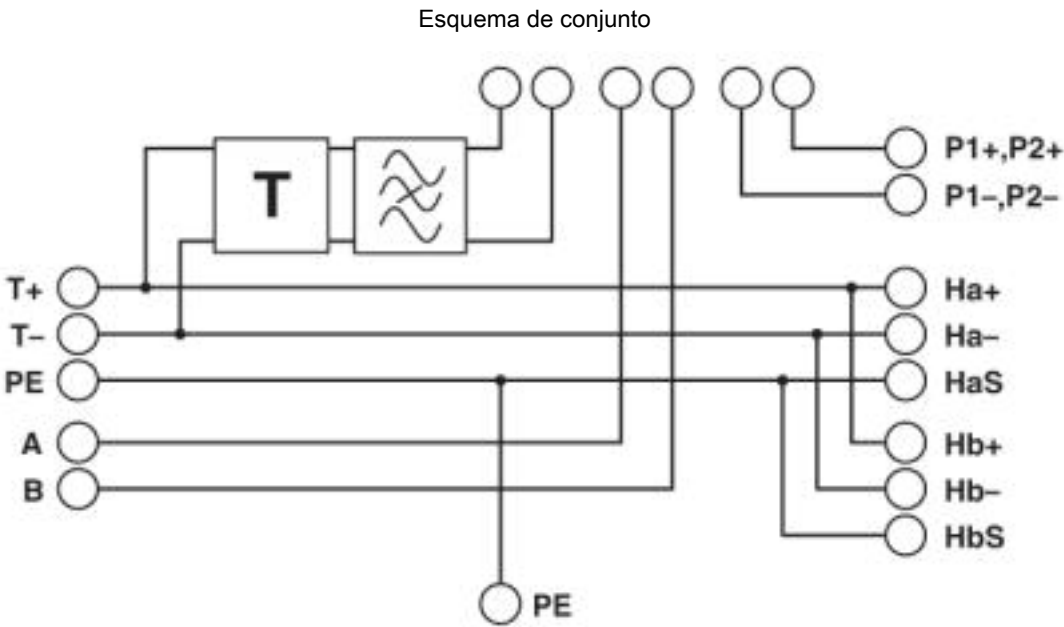 Esquema de conjunto
P1+,P2+
P1–,P2–
T
T+
Ha+
T–
Ha–
PE
HaS
A
Hb+
B
Hb–
HbS
PE